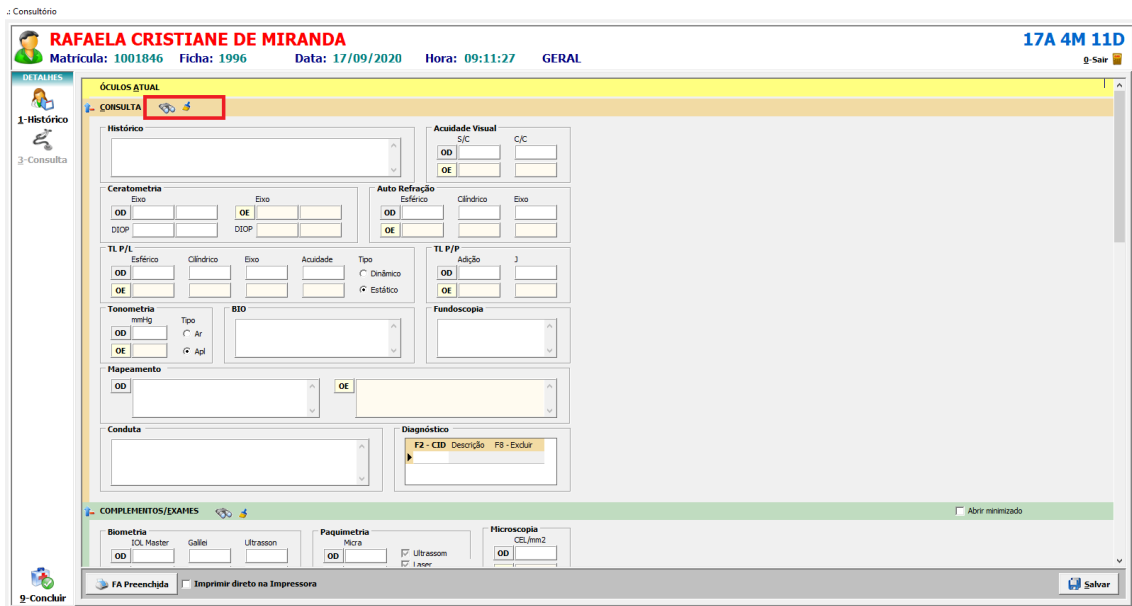 .: Consultório
RAFAELA CRISTIANE DE MIRANDA
17A 4M 11D
Matrícula: 1001846 Ficha: 1996 Data: 17/09/2020 Hora: 09:11:27 GERAL
0-Sair
DETALHES
1-Histórico
3-Consulta
ÓCULOS ATUAL
CONSULTA
Histórico
Acuidade Visual
S/C C/C
OD
OE
Ceratometria
Eixo Eixo
OD OE
DIOP DIOP
Auto Refração
Esférico Cilíndrico Eixo
OD
OE
TL P/L
Esférico Cilíndrico Eixo Acuidade Tipo
OD Dinâmico
OE Estático
TL P/P
Adição J
OD
OE
Tonometria
mmHg Tipo
OD Ar
OE Apl
BIO
Fundoscopia
Mapeamento
OD OE
Conduta
Diagnóstico
F2 - CID Descrição F8 - Excluir
COMPLEMENTOS/EXAMES
Abrir minimizado
Biometria
IOL Master Galilei Ultrasson
OD
Paquimetria
Micra
OD Ultrassom
Laser
Microscopia
CEL/mm2
OD
9-Concluir
FA Preenchida Imprimir direto na Impressora
Salvar